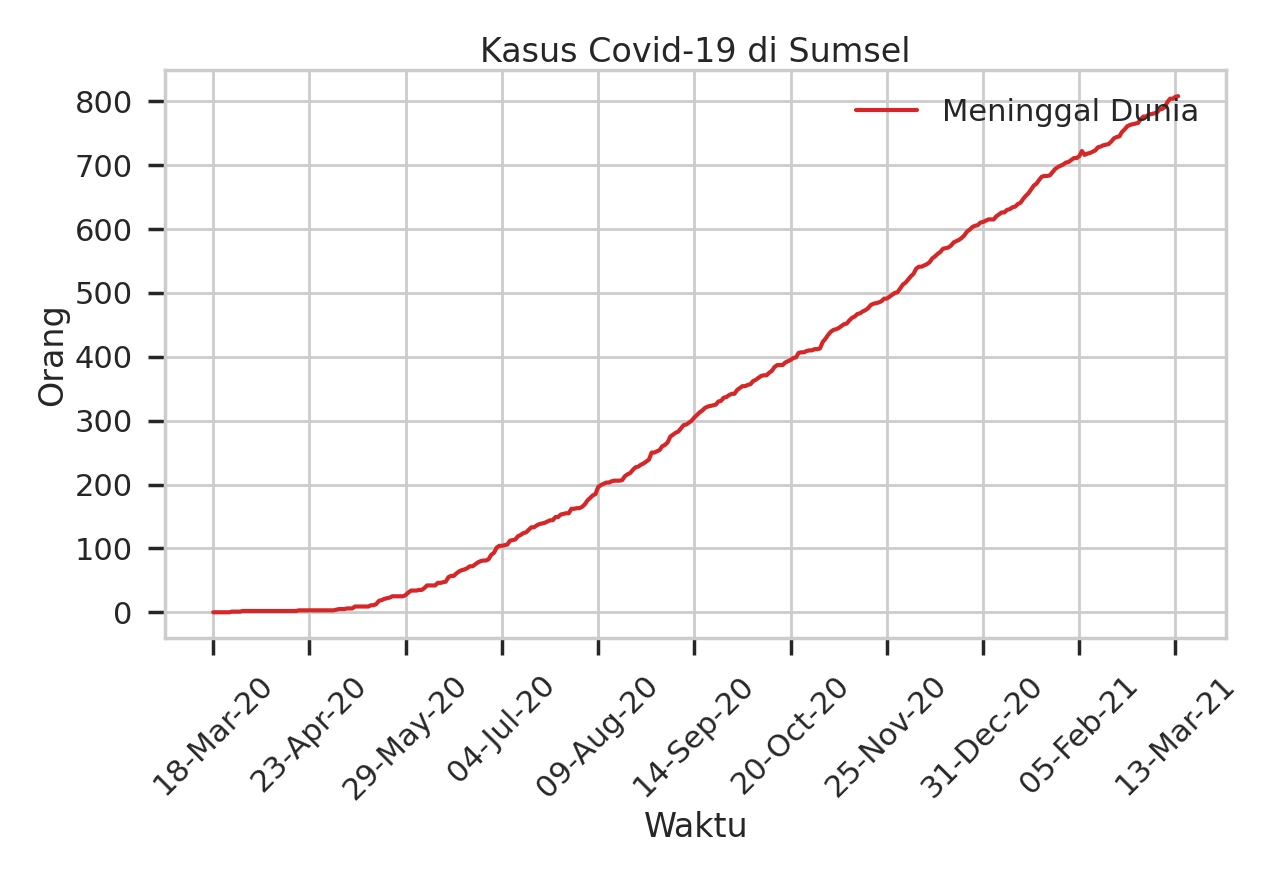 Kasus Covid-19 di Sumsel
Meninggal Dunia
Orang
800
700
600
500
400
300
200
100
0
18-Mar-20
23-Apr-20
29-May-20
04-Jul-20
09-Aug-20
14-Sep-20
20-Oct-20
25-Nov-20
31-Dec-20
05-Feb-21
13-Mar-21
Waktu